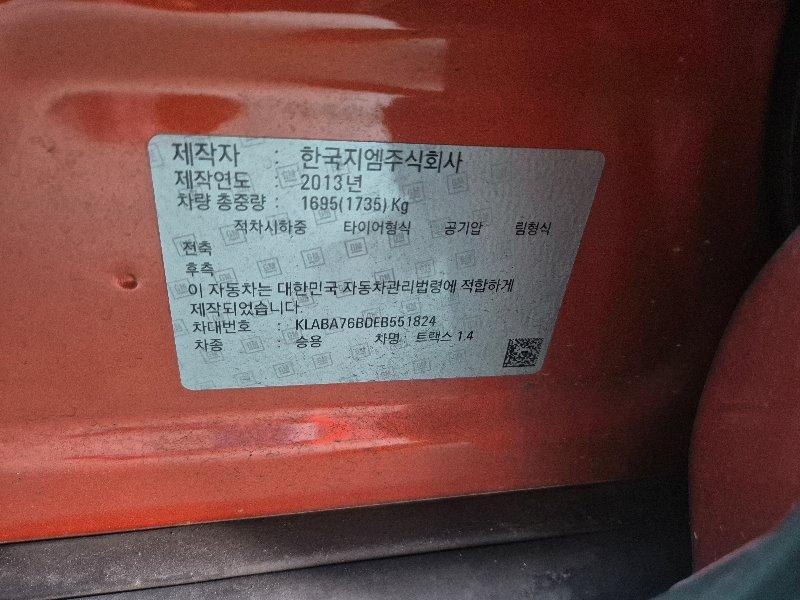 제작자 : 한국지엠주식회사
제작연도 : 2013년
차량 총중량 : 1695(1735) Kg
적차시하중 타이어형식 공기압 림형식
전축
후축
이 자동차는 대한민국 자동차관리법령에 적합하게
제작되었습니다.
차대번호 : KLABA76BDEB551824
차종 : 승용 차명 : 트랙스 1.4